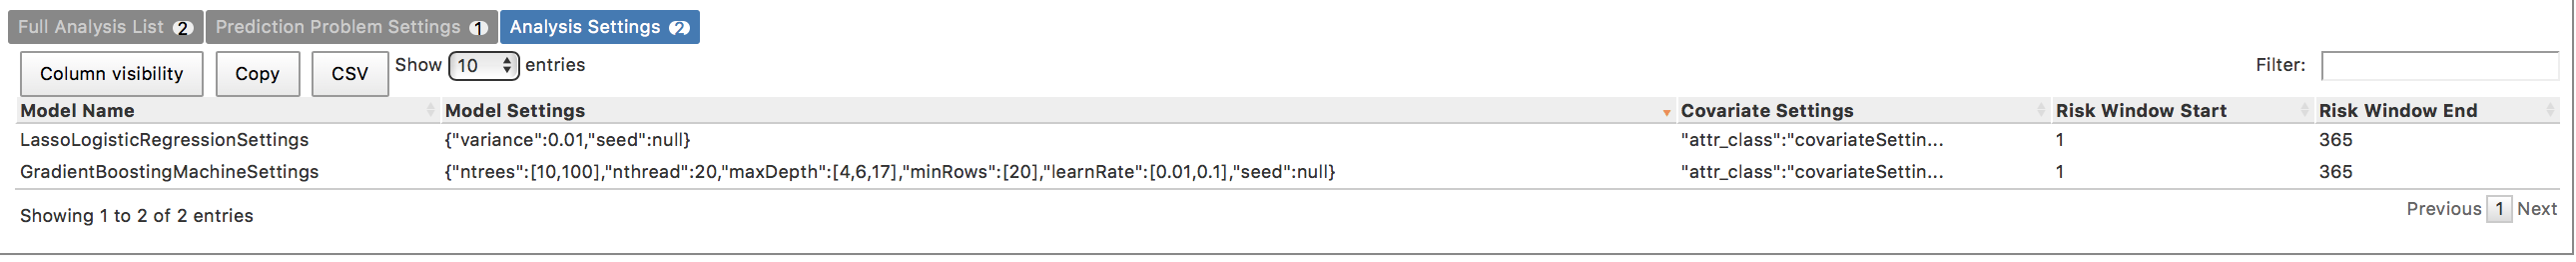 Full Analysis List 2 Prediction Problem Settings 1 Analysis Settings 2
Column visibility Copy CSV Show 10 entries Filter:
Model Name Model Settings Covariate Settings Risk Window Start Risk Window End
LassoLogisticRegressionSettings {"variance":0.01,"seed":null} "attr_class":"covariateSettin... 1 365
GradientBoostingMachineSettings {"ntrees":[10,100],"nthread":20,"maxDepth":[4,6,17],"minRows":[20],"learnRate":[0.01,0.1],"seed":null} "attr_class":"covariateSettin... 1 365
Showing 1 to 2 of 2 entries Previous 1 Next